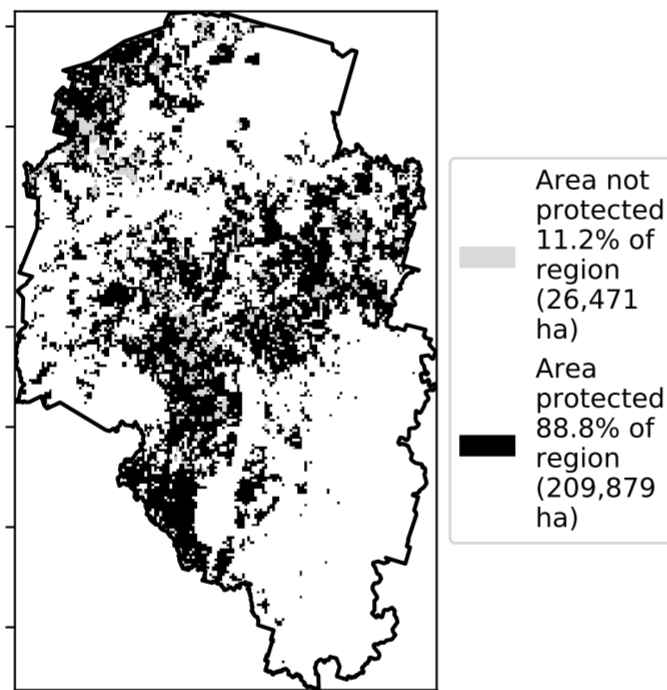 Area not
protected
11.2% of
region
(26,471
ha)
Area
protected
88.8% of
region
(209,879
ha)